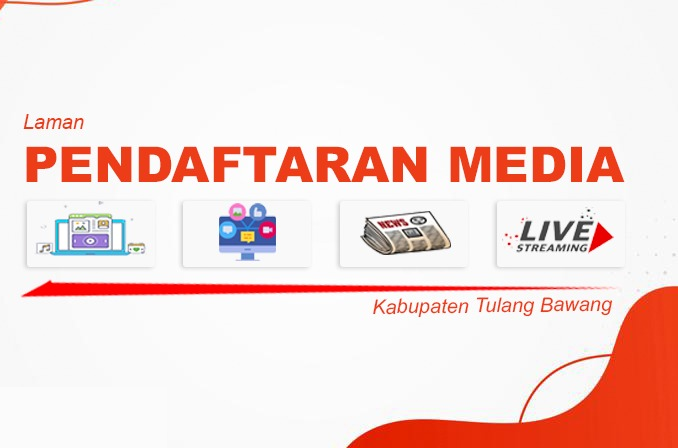 Laman
PENDAFTARAN MEDIA
NEWS
LIVE
STREAMING
Kabupaten Tulang Bawang